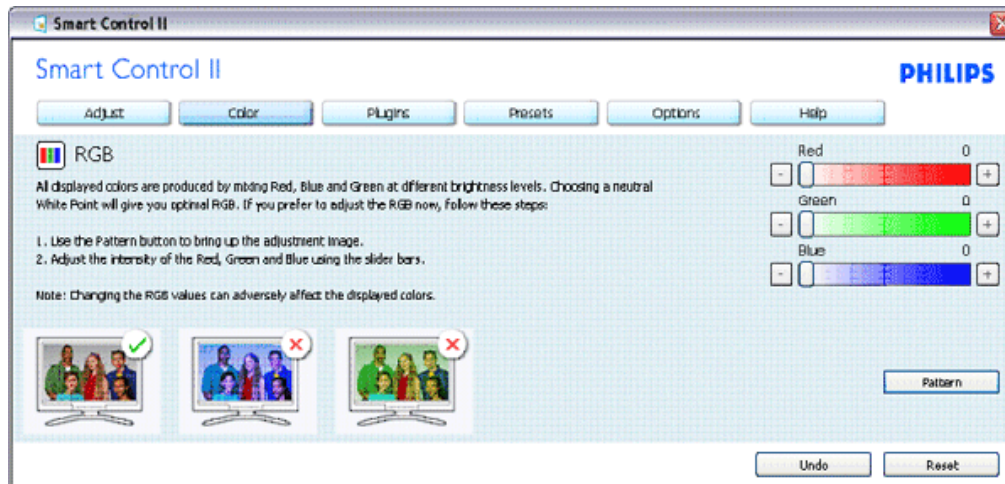 Smart Control II
Smart Control II
PHILIPS
Adjust
Color
Plugins
Presets
Options
Help
RGB
All displayed colors are produced by mixing Red, Blue and Green at different brightness levels. Choosing a neutral
White Point will give you optimal RGB. If you prefer to adjust the RGB now, follow these steps:
1. Use the Pattern button to bring up the adjustment image.
2. Adjust the intensity of the Red, Green and Blue using the slider bars.
Note: Changing the RGB values can adversely affect the displayed colors.
Red 0
- +
Green 0
- +
Blue 0
- +
Pattern
Undo
Reset